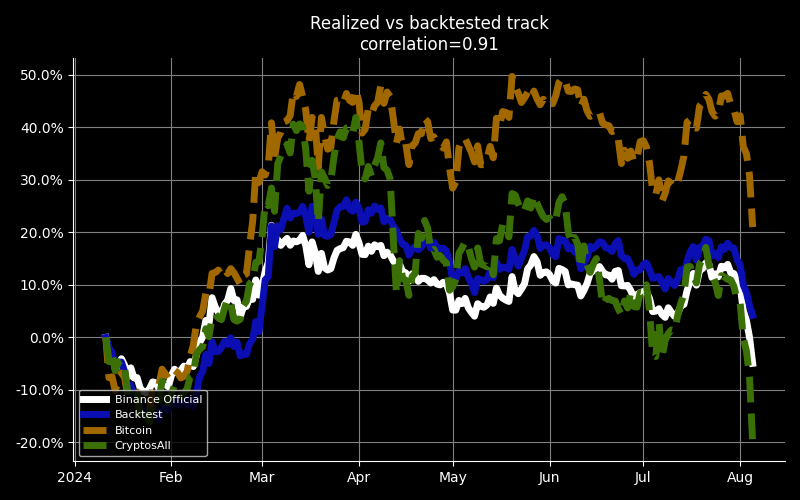 Realized vs backtested track
correlation=0.91
50.0%
40.0%
30.0%
20.0%
10.0%
0.0%
-10.0%
-20.0%
Binance Official
Backtest
Bitcoin
CryptosAll
2024 Feb Mar Apr May Jun Jul Aug